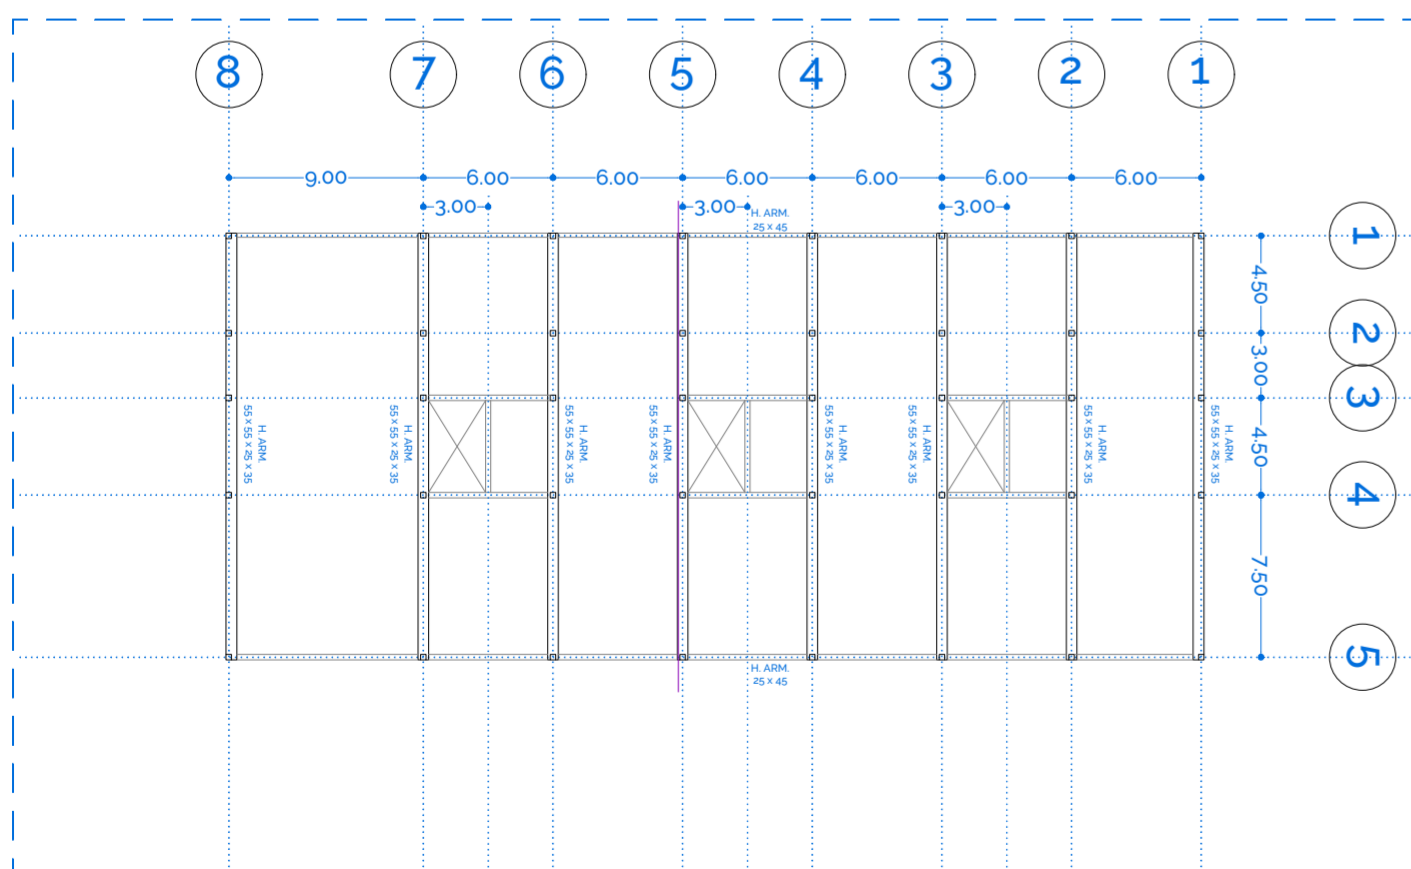 8 7 6 5 4 3 2 1
9.00 6.00 6.00 6.00 6.00 6.00 6.00
3.00 3.00 3.00
H. ARM.
25 x 45
1
4.50
2
3.00
3
4.50
4
7.50
5
H. ARM.
55 x 55 x 25 x 35
H. ARM.
55 x 55 x 25 x 35
H. ARM.
55 x 55 x 25 x 35
H. ARM.
55 x 55 x 25 x 35
H. ARM.
55 x 55 x 25 x 35
H. ARM.
55 x 55 x 25 x 35
H. ARM.
55 x 55 x 25 x 35
H. ARM.
55 x 55 x 25 x 35
H. ARM.
25 x 45